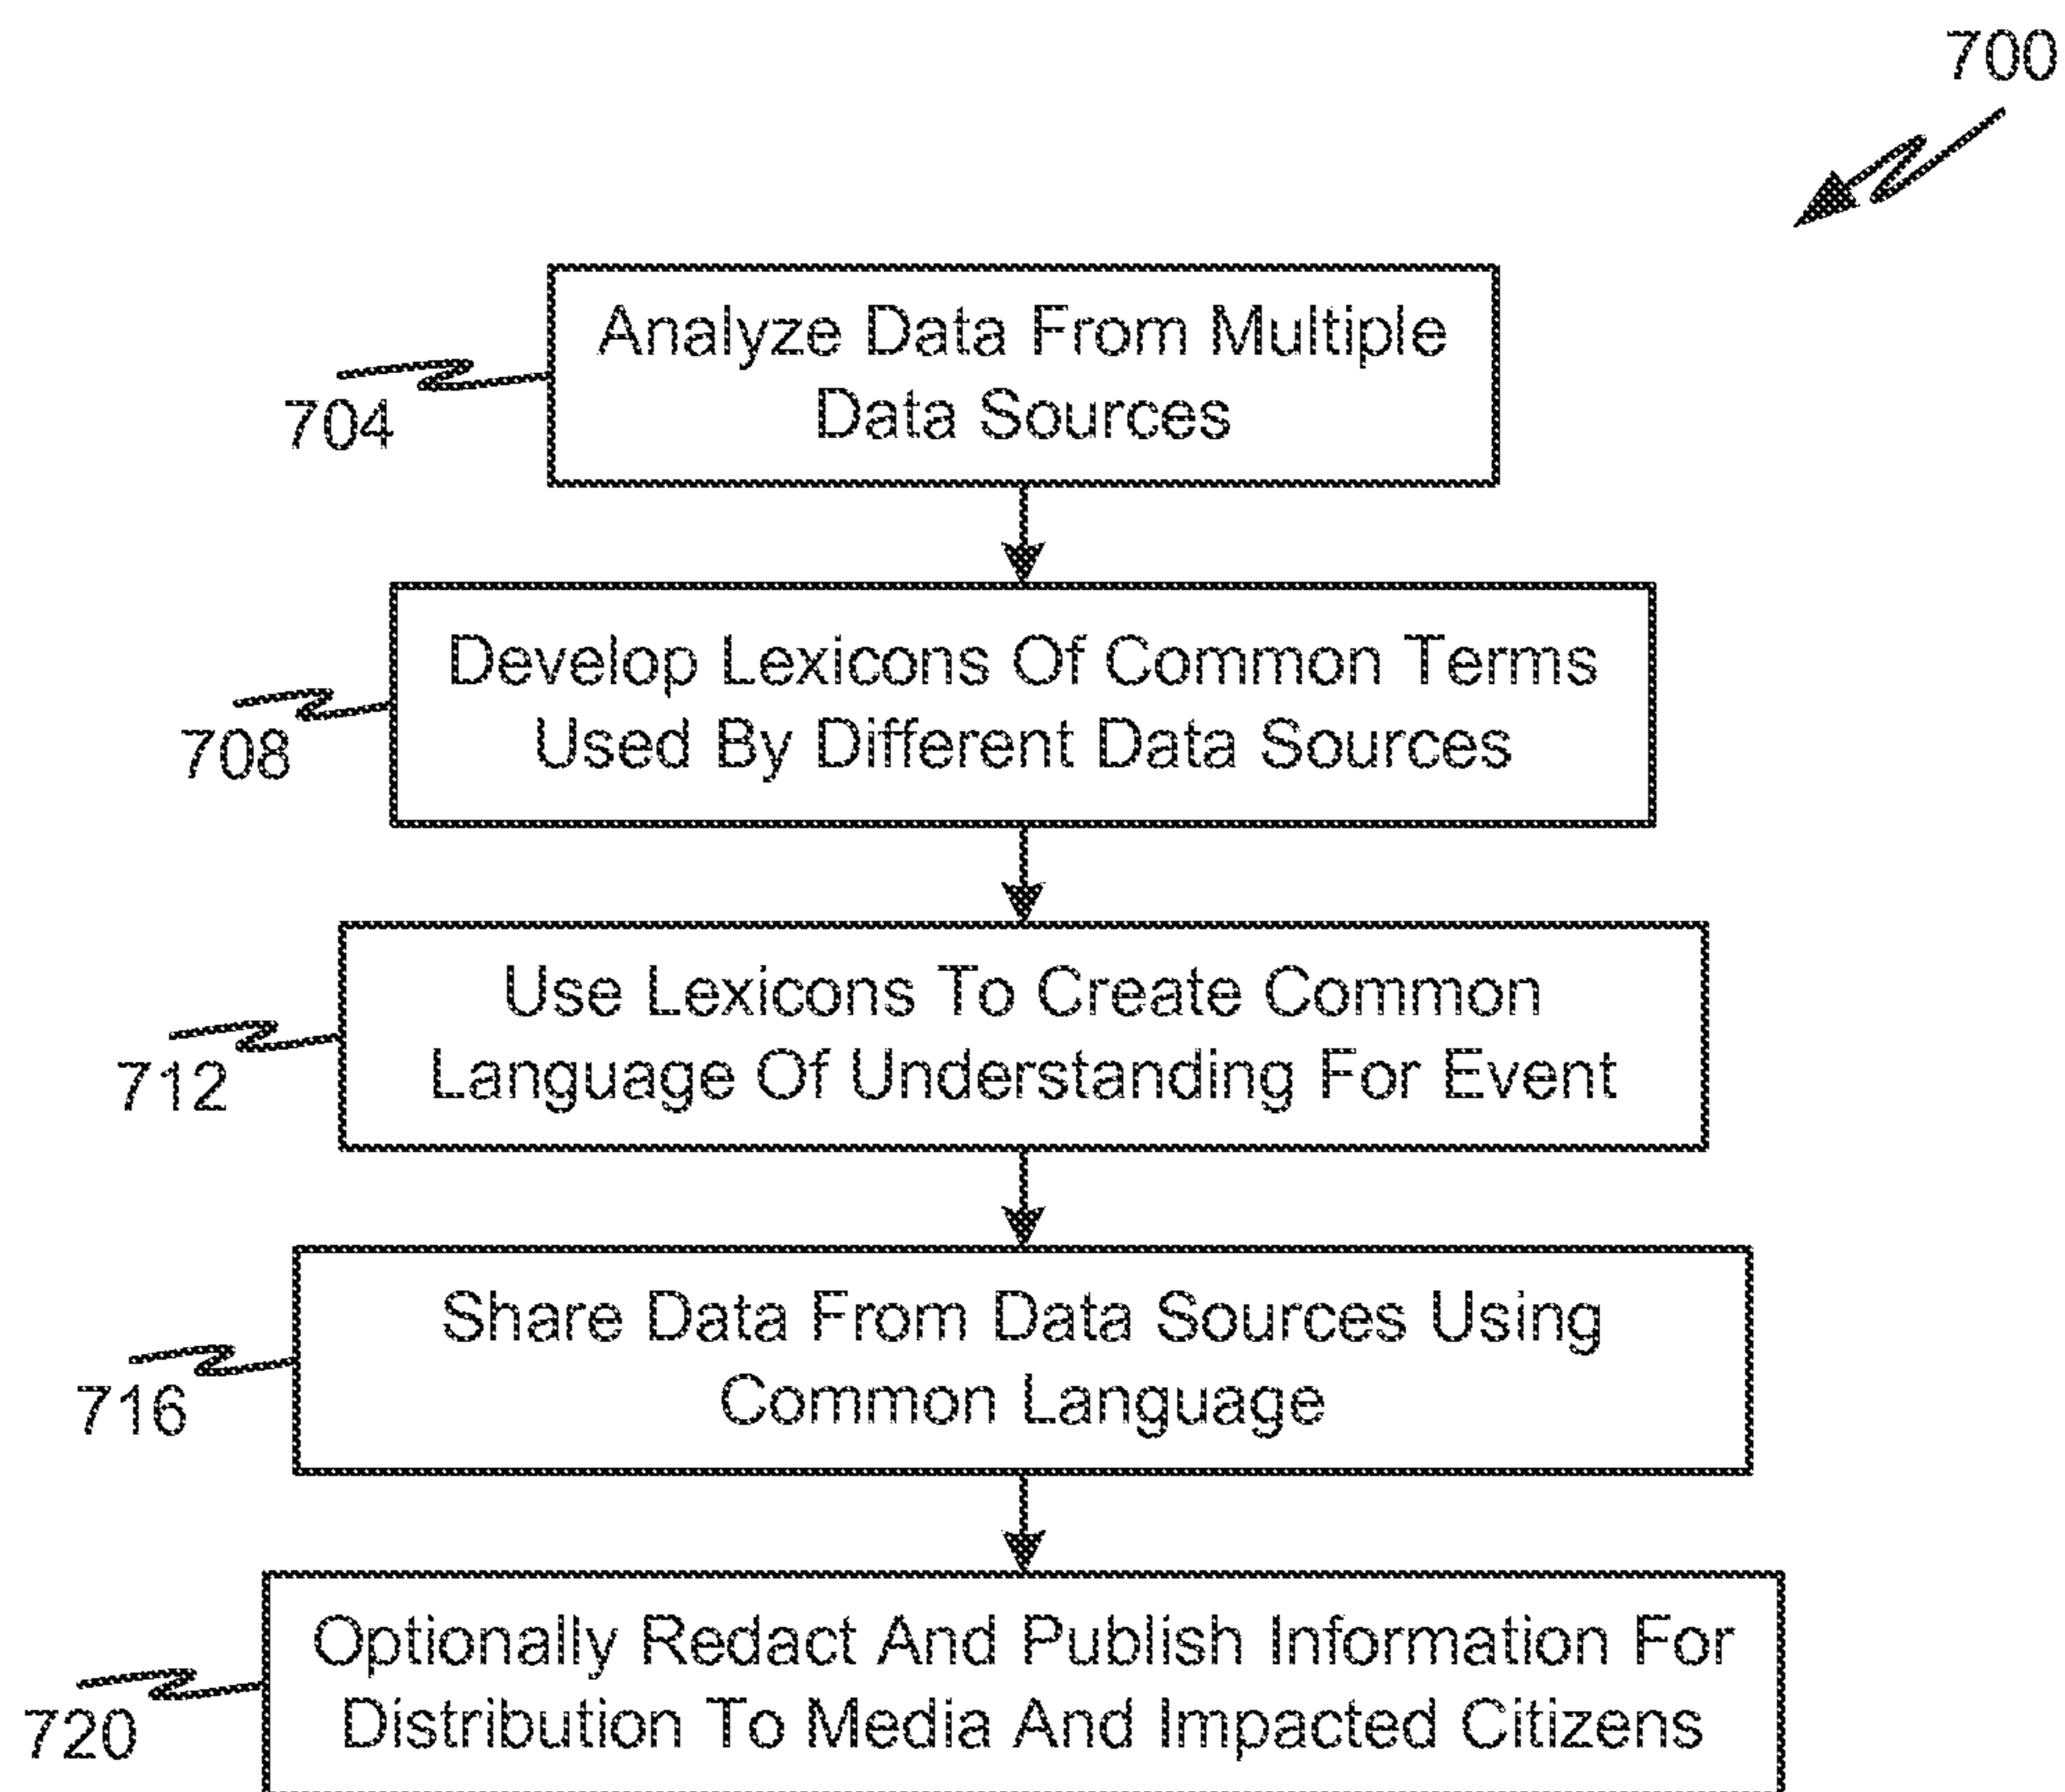 700
Analyze Data From Multiple
Data Sources
704
Develop Lexicons Of Common Terms
Used By Different Data Sources
708
Use Lexicons To Create Common
Language Of Understanding For Event
712
Share Data From Data Sources Using
Common Language
716
Optionally Redact And Publish Information For
Distribution To Media And Impacted Citizens
720